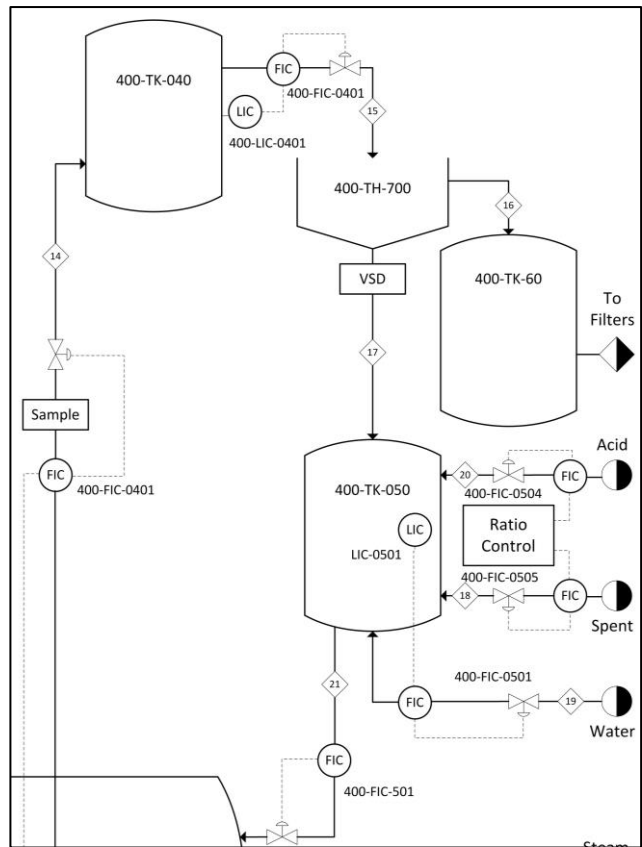 400-TK-040
FIC
400-FIC-0401
LIC
400-LIC-0401
15
400-TH-700
16
14
VSD
400-TK-60
To
Filters
17
Sample
FIC
400-FIC-0401
Acid
20
FIC
400-FIC-0504
400-TK-050
LIC
LIC-0501
Ratio
Control
400-FIC-0505
18
FIC
Spent
400-FIC-0501
21
FIC
19
Water
FIC
400-FIC-501
Steam